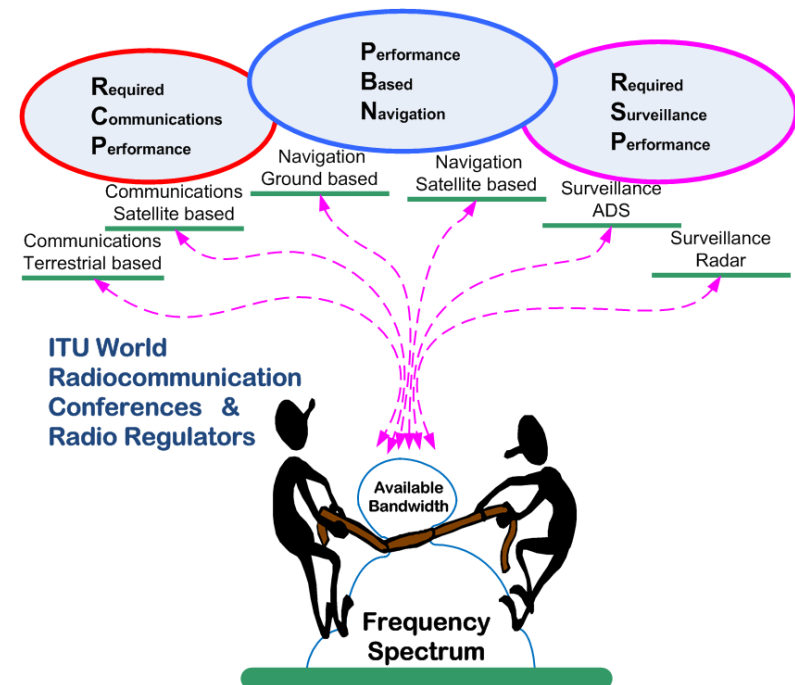 Required
Communications
Performance
Performance
Based
Navigation
Required
Surveillance
Performance
Communications
Terrestrial based
Communications
Satellite based
Navigation
Ground based
Navigation
Satellite based
Surveillance
ADS
Surveillance
Radar
ITU World
Radiocommunication
Conferences &
Radio Regulators
Available
Bandwidth
Frequency
Spectrum